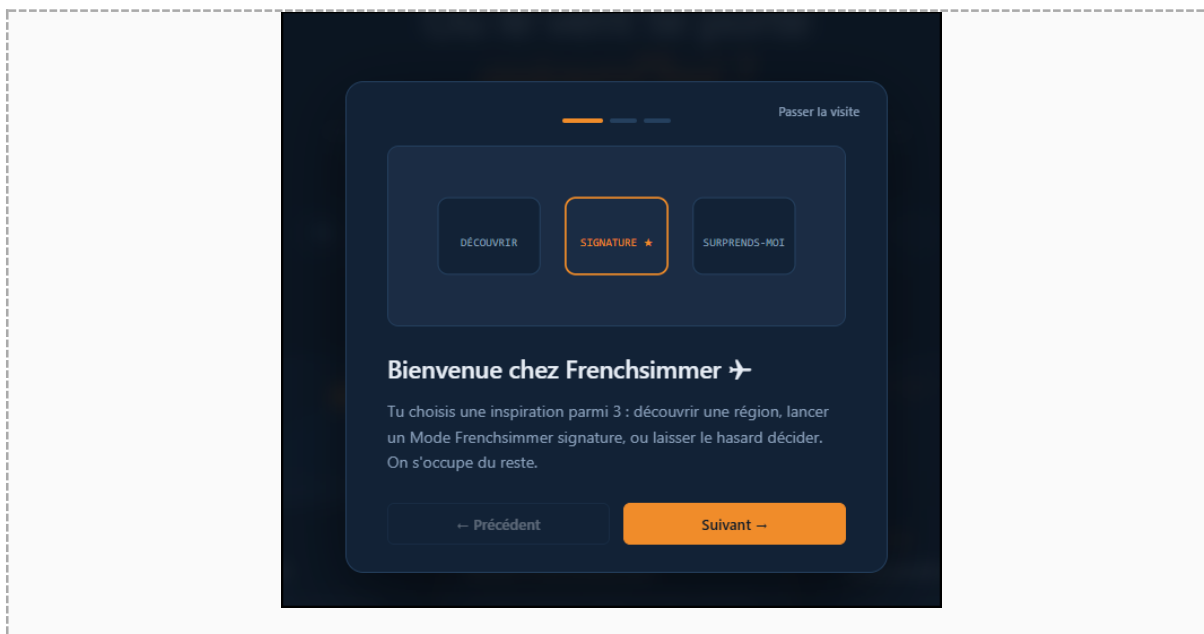 Passer la visite
DÉCOUVRIR
SIGNATURE ★
SURPRENDS-MOI
Bienvenue chez Frenchsimmer ✈
Tu choisis une inspiration parmi 3 : découvrir une région, lancer
un Mode Frenchsimmer signature, ou laisser le hasard décider.
On s'occupe du reste.
← Précédent
Suivant →